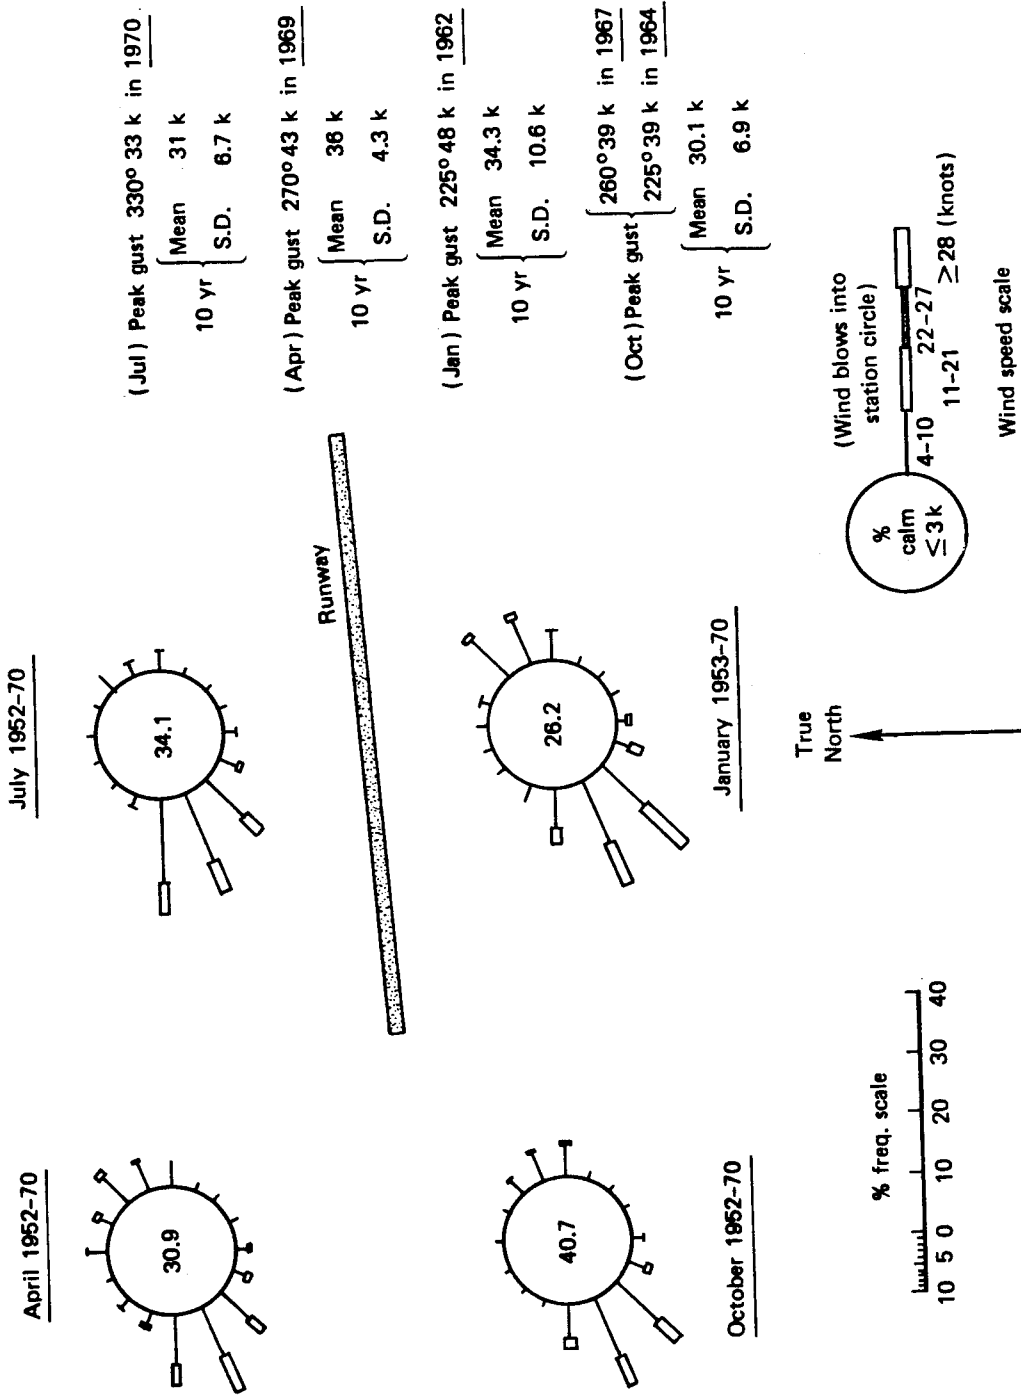 April 1952-70
30.9
July 1952-70
34.1
(Jul) Peak gust 330° 33 k in 1970
10 yr
Mean 31 k
S.D. 6.7 k
Runway
(Apr) Peak gust 270° 43 k in 1969
10 yr
Mean 36 k
S.D. 4.3 k
(Jan) Peak gust 225° 48 k in 1962
10 yr
Mean 34.3 k
S.D. 10.6 k
(Oct) Peak gust
260° 39 k in 1967
225° 39 k in 1964
10 yr
Mean 30.1 k
S.D. 6.9 k
40.7
October 1952-70
26.2
January 1953-70
% freq. scale
10 5 0 10 20 30 40
True
North
(Wind blows into
station circle)
%
calm
≤3 k
4-10
11-21
22-27
≥28 (knots)
Wind speed scale